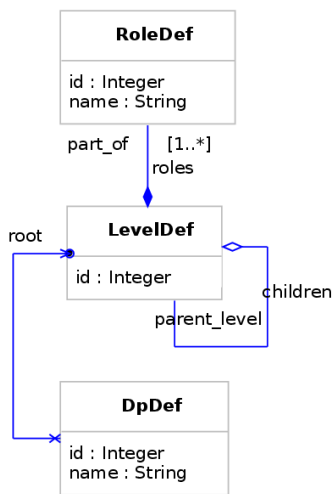 RoleDef
id : Integer
name : String
part_of [1..*]
roles
root
LevelDef
id : Integer
children
parent_level
DpDef
id : Integer
name : String